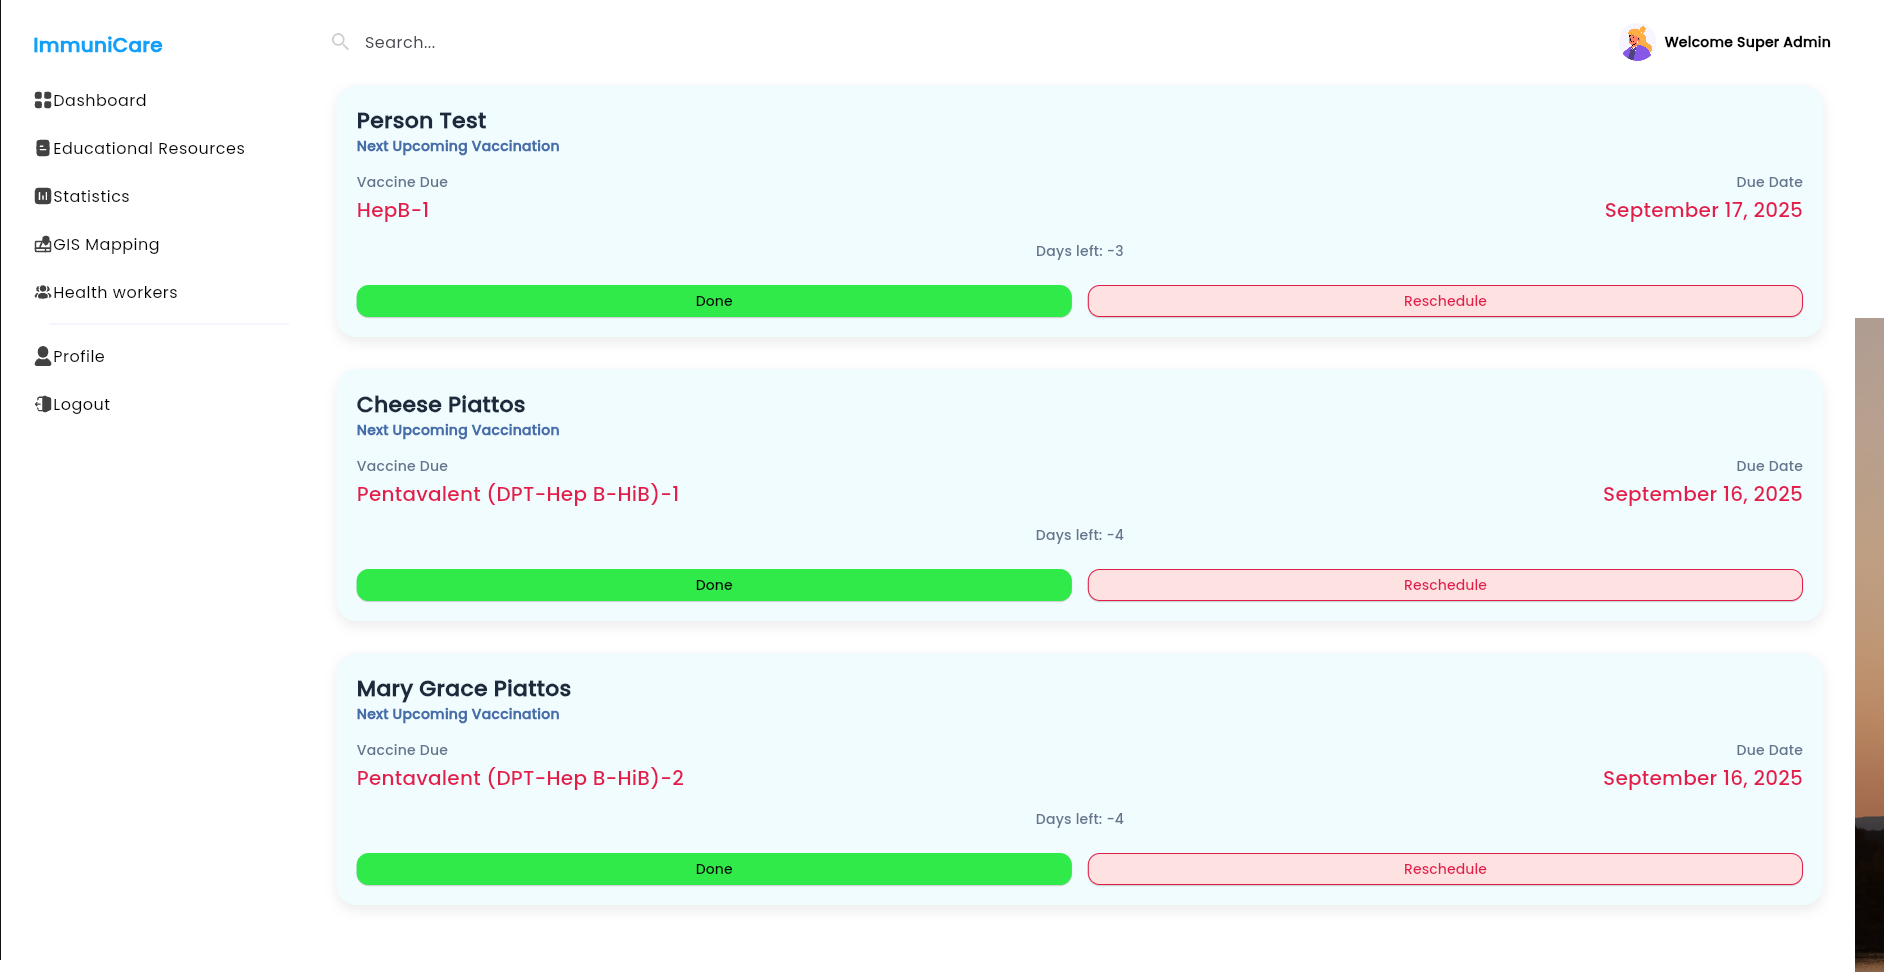 ImmuniCare
Dashboard
Educational Resources
Statistics
GIS Mapping
Health workers
Profile
Logout
Search...
Welcome Super Admin
Person Test
Next Upcoming Vaccination
Vaccine Due
Due Date
HepB-1
September 17, 2025
Days left: -3
Done
Reschedule
Cheese Piattos
Next Upcoming Vaccination
Vaccine Due
Due Date
Pentavalent (DPT-Hep B-HiB)-1
September 16, 2025
Days left: -4
Done
Reschedule
Mary Grace Piattos
Next Upcoming Vaccination
Vaccine Due
Due Date
Pentavalent (DPT-Hep B-HiB)-2
September 16, 2025
Days left: -4
Done
Reschedule